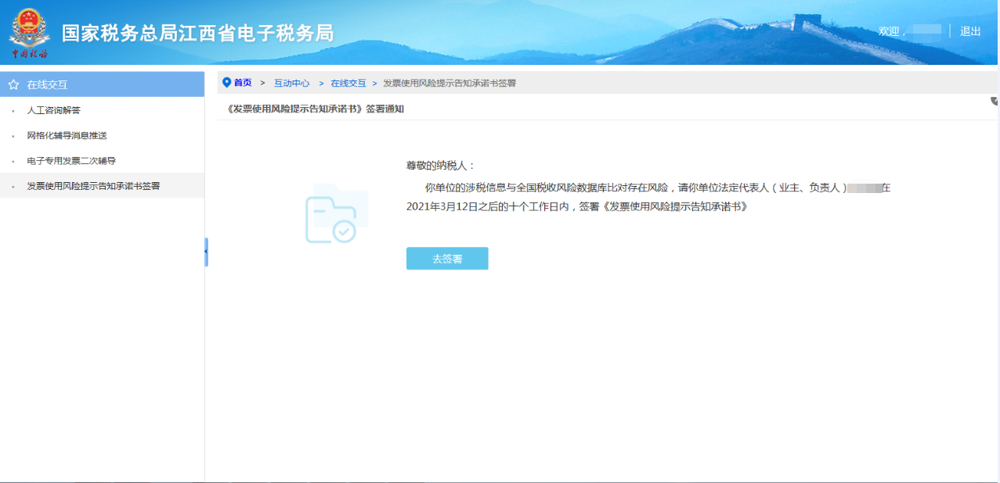 国家税务总局江西省电子税务局
中国税务
欢迎，
退出
在线交互
人工咨询解答
网格化辅导消息推送
电子专用发票二次辅导
发票使用风险提示告知承诺书签署
首页 > 互动中心 > 在线交互 > 发票使用风险提示告知承诺书签署
《发票使用风险提示告知承诺书》签署通知
尊敬的纳税人：
你单位的涉税信息与全国税收风险数据库比对存在风险，请你单位法定代表人（业主、负责人）在
2021年3月12日之后的十个工作日内，签署《发票使用风险提示告知承诺书》
去签署